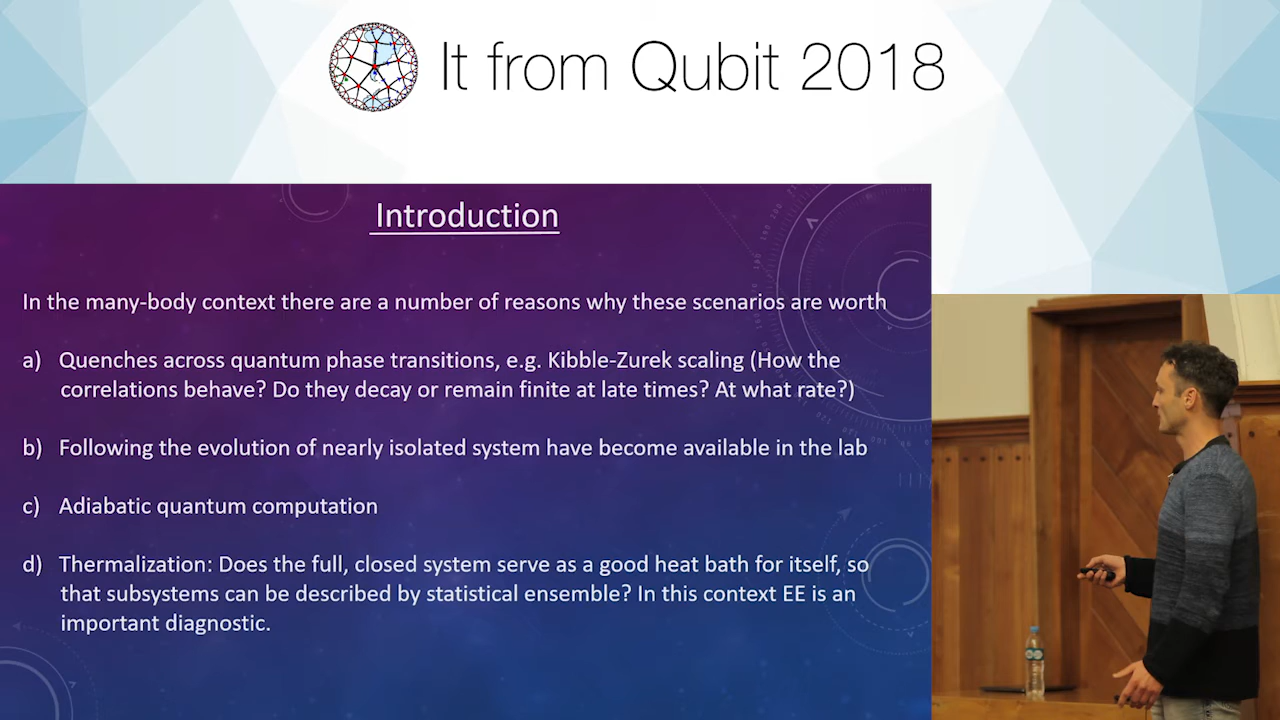 It from Qubit 2018
Introduction
In the many-body context there are a number of reasons why these scenarios are worth
a) Quenches across quantum phase transitions, e.g. Kibble-Zurek scaling (How the
correlations behave? Do they decay or remain finite at late times? At what rate?)
b) Following the evolution of nearly isolated system have become available in the lab
c) Adiabatic quantum computation
d) Thermalization: Does the full, closed system serve as a good heat bath for itself, so
that subsystems can be described by statistical ensemble? In this context EE is an
important diagnostic.